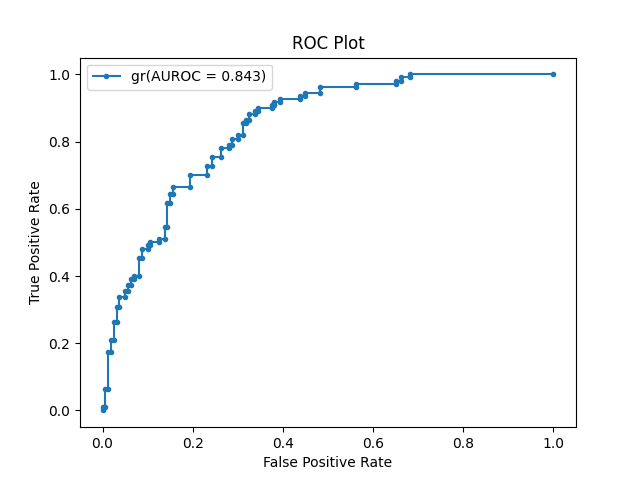 ROC Plot
gr(AUROC = 0.843)
1.0
0.8
0.6
0.4
0.2
0.0
True Positive Rate
0.0 0.2 0.4 0.6 0.8 1.0
False Positive Rate